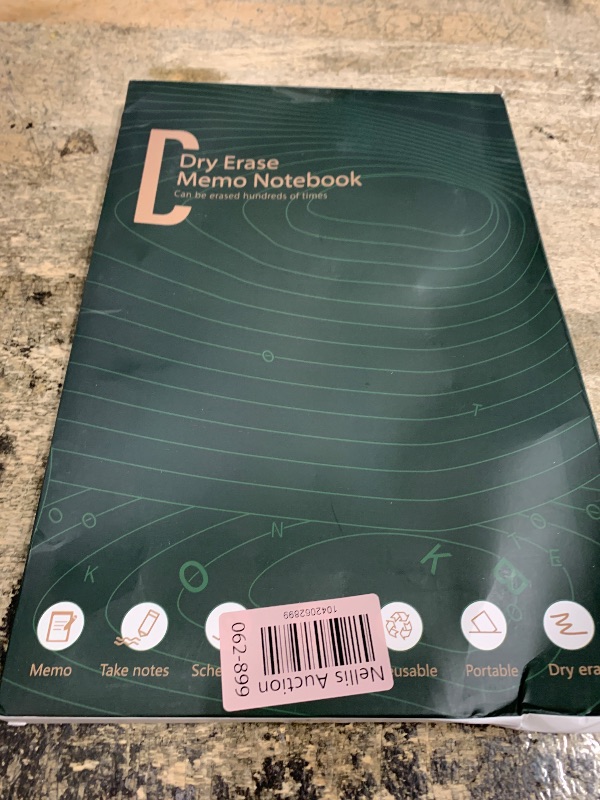 Dry Erase
Memo Notebook
Can be erased hundreds of times
O
T
O O
N
K
O
K
B
E
Memo
Take notes
Sche
usable
Portable
Dry era
Nellis Auction
062-899
1042062899